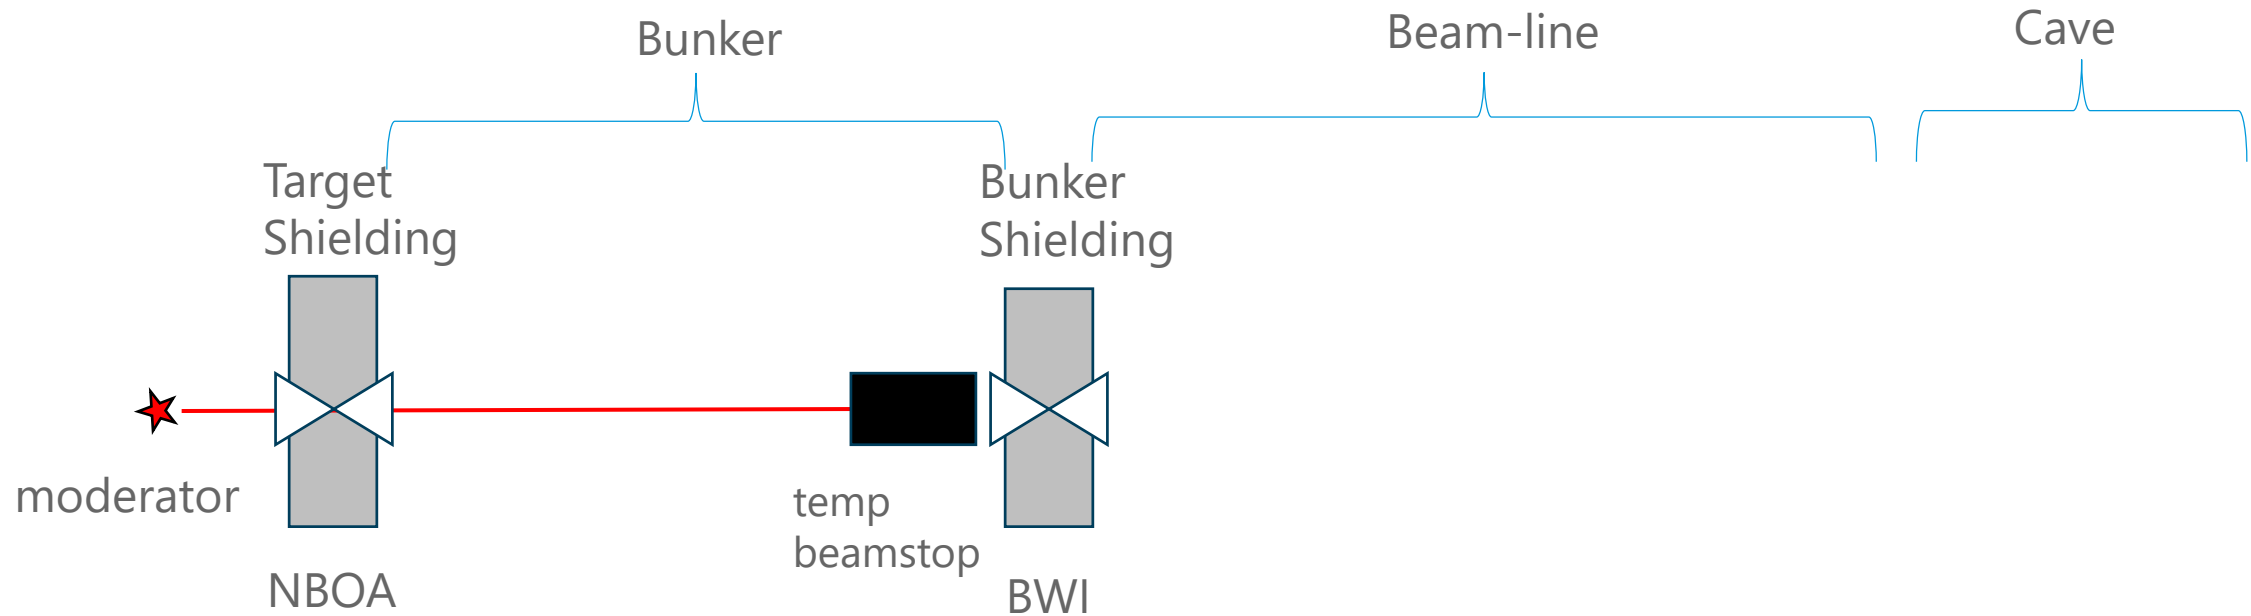 Bunker
Beam-line
Cave
Target
Shielding
Bunker
Shielding
moderator
temp
beamstop
NBOA
BWI